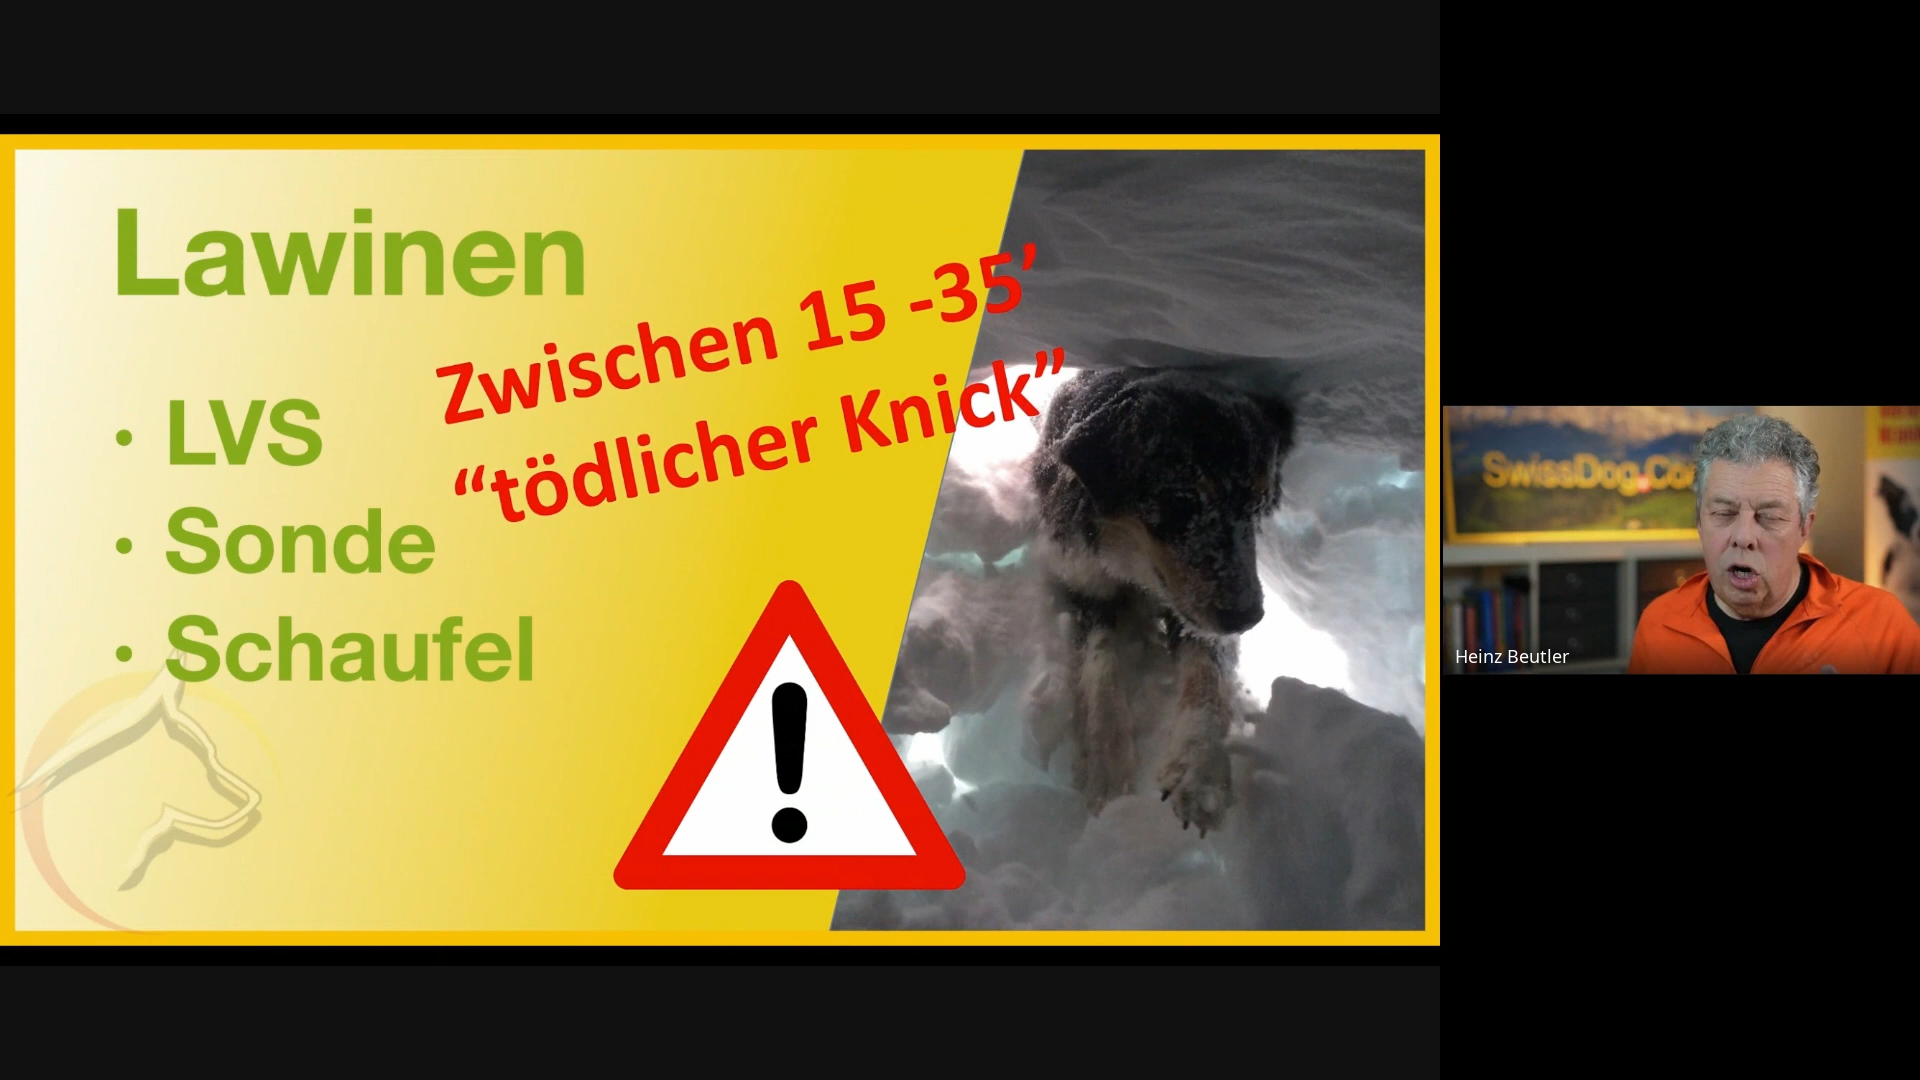 Lawinen
Zwischen 15 -35’
“tödlicher Knick”
• LVS
• Sonde
• Schaufel
SwissDog.Co
Heinz Beutler